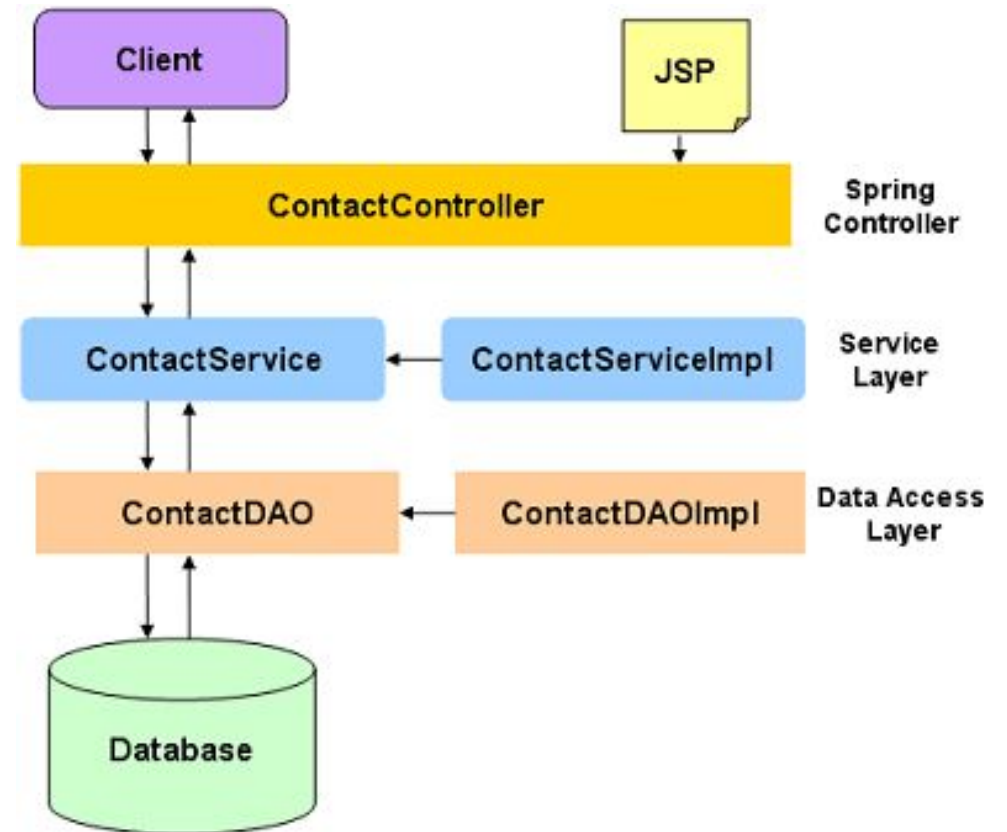 Client
JSP
ContactController
Spring
Controller
ContactService
ContactServiceImpl
Service
Layer
ContactDAO
ContactDAOImpl
Data Access
Layer
Database